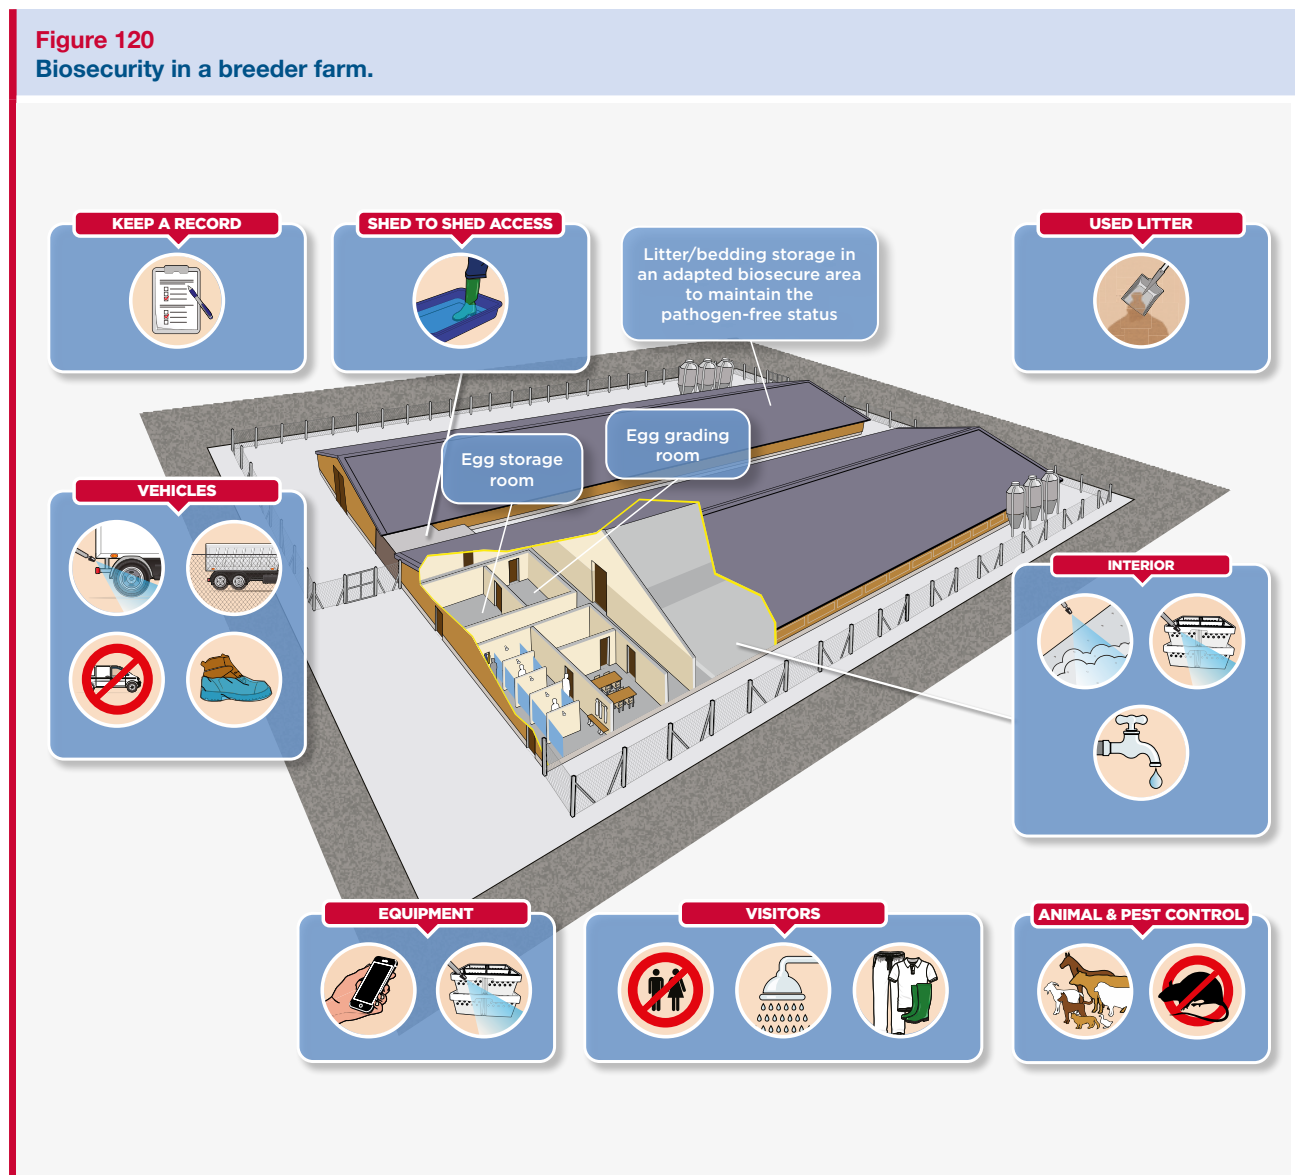 Figure 120
Biosecurity in a breeder farm.
KEEP A RECORD
SHED TO SHED ACCESS
Litter/bedding storage in
an adapted biosecure area
to maintain the
pathogen-free status
USED LITTER
Egg storage
room
Egg grading
room
VEHICLES
INTERIOR
EQUIPMENT
VISITORS
ANIMAL & PEST CONTROL